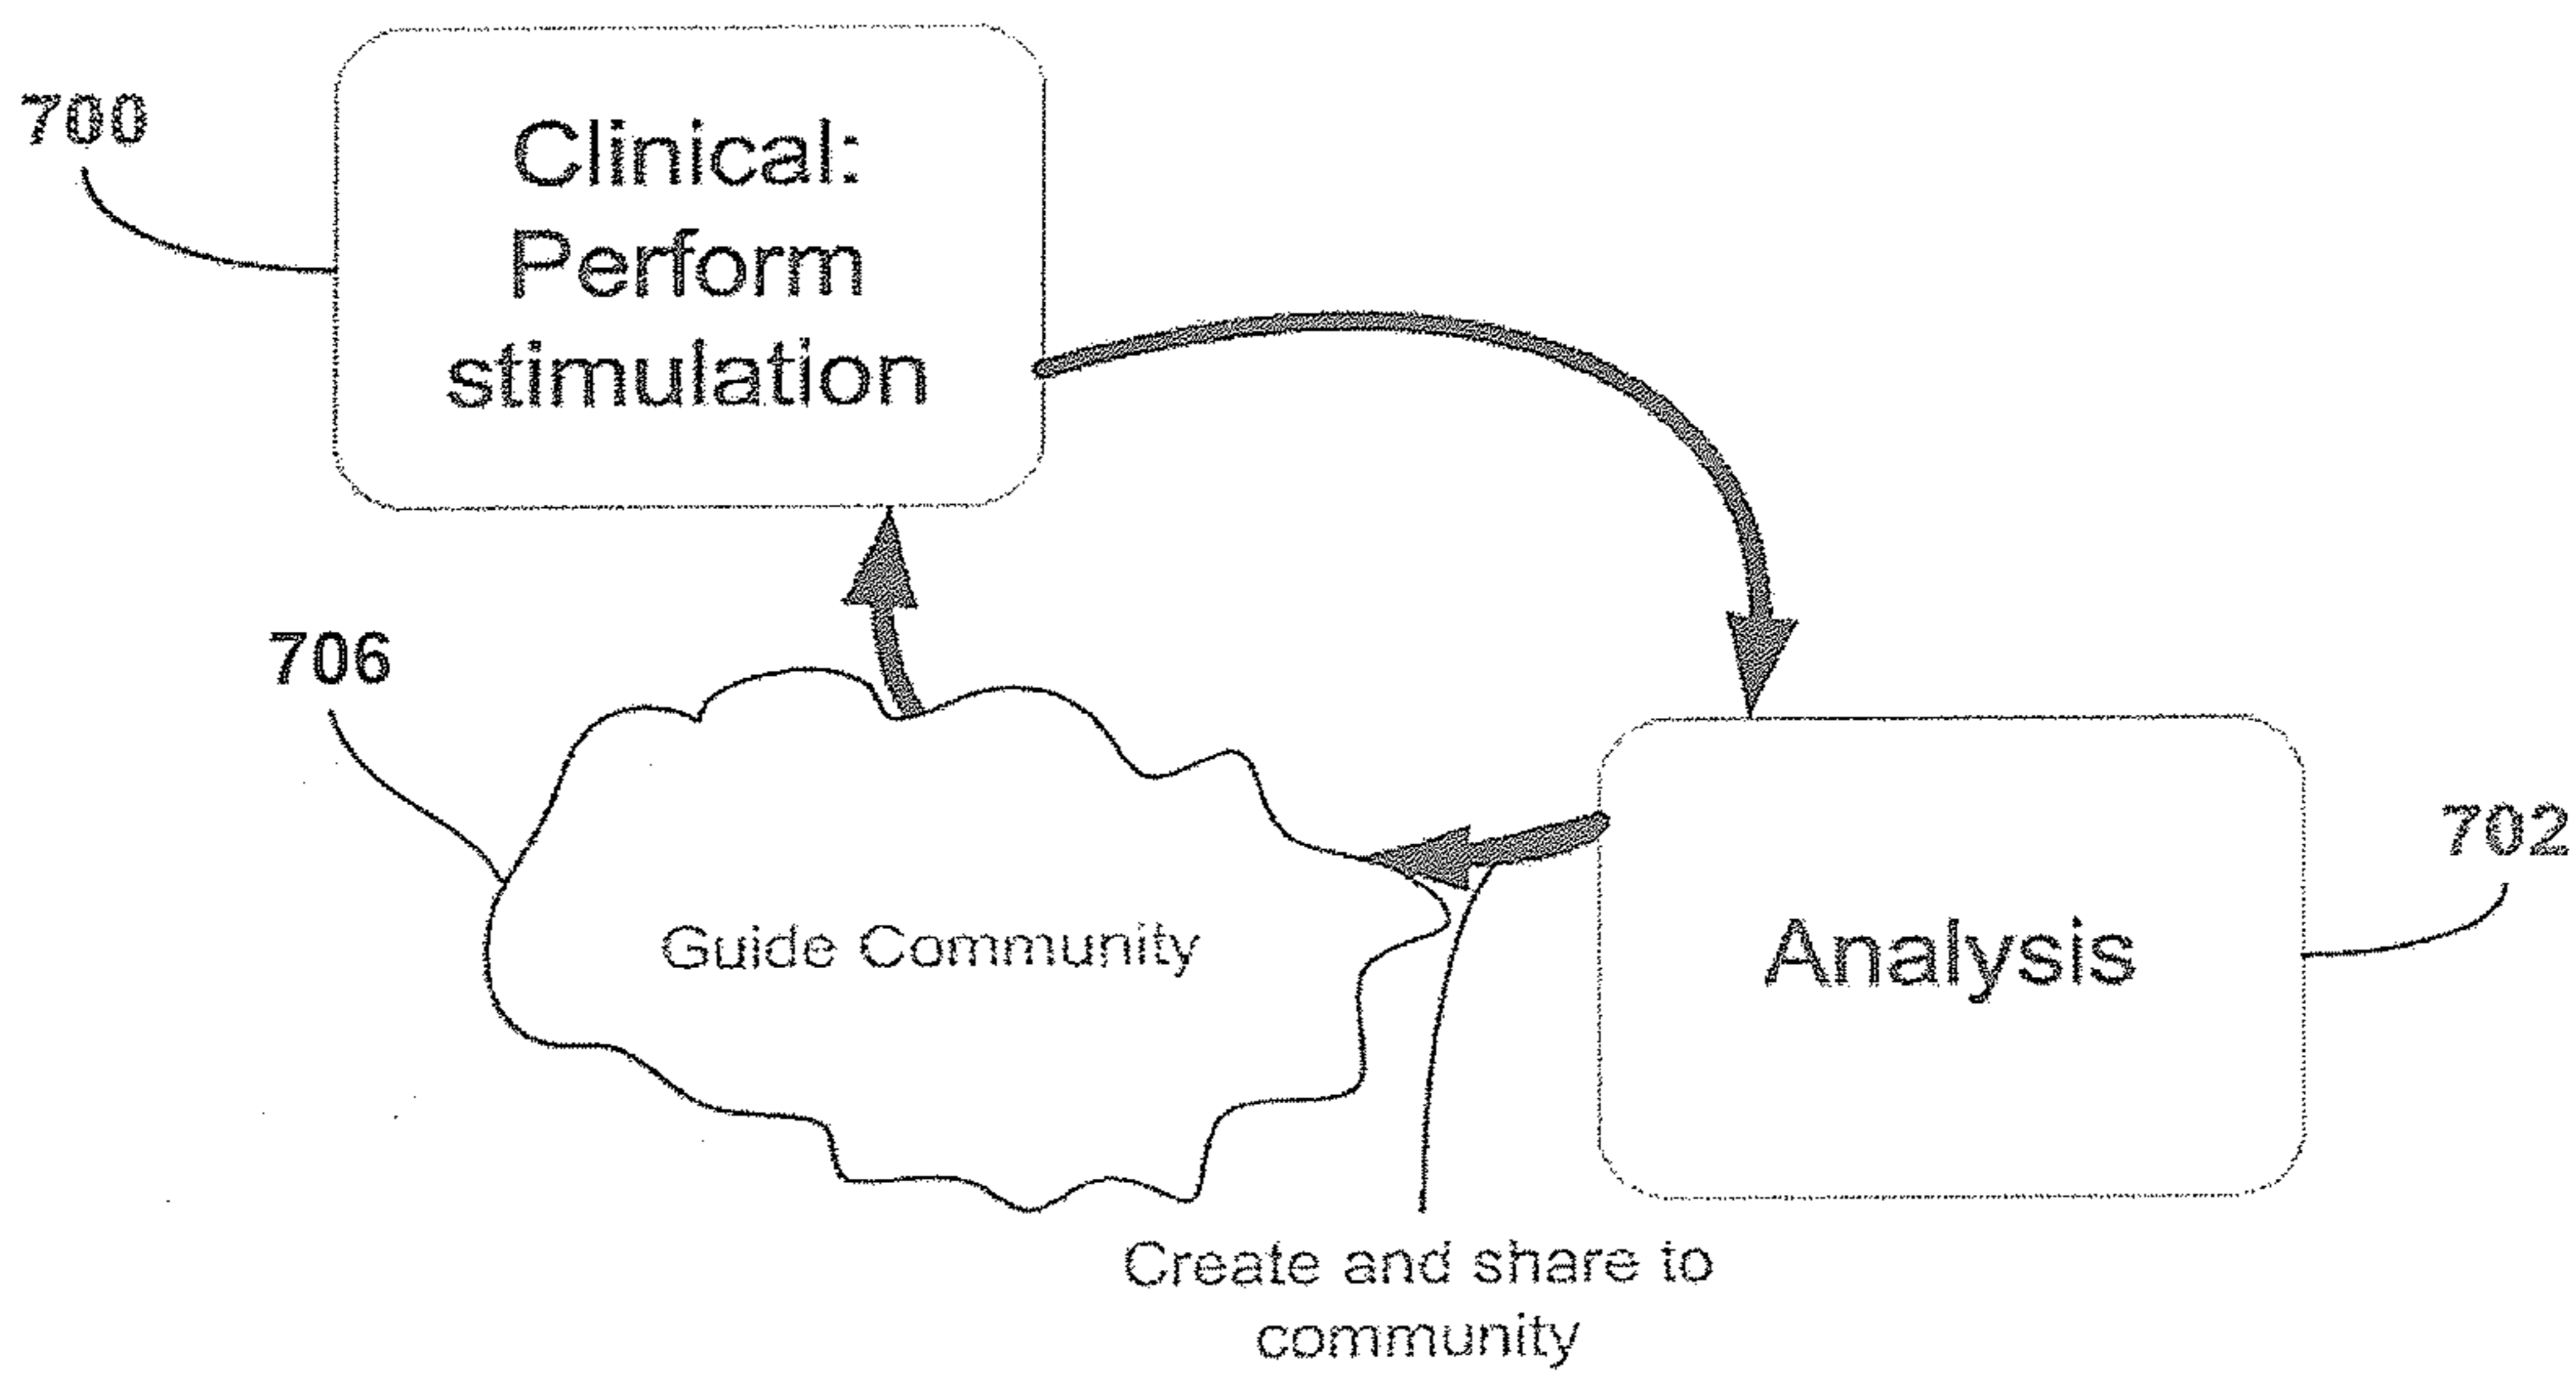 700
Clinical:
Perform
stimulation
706
702
Guide Community
Analysis
Create and share to
community